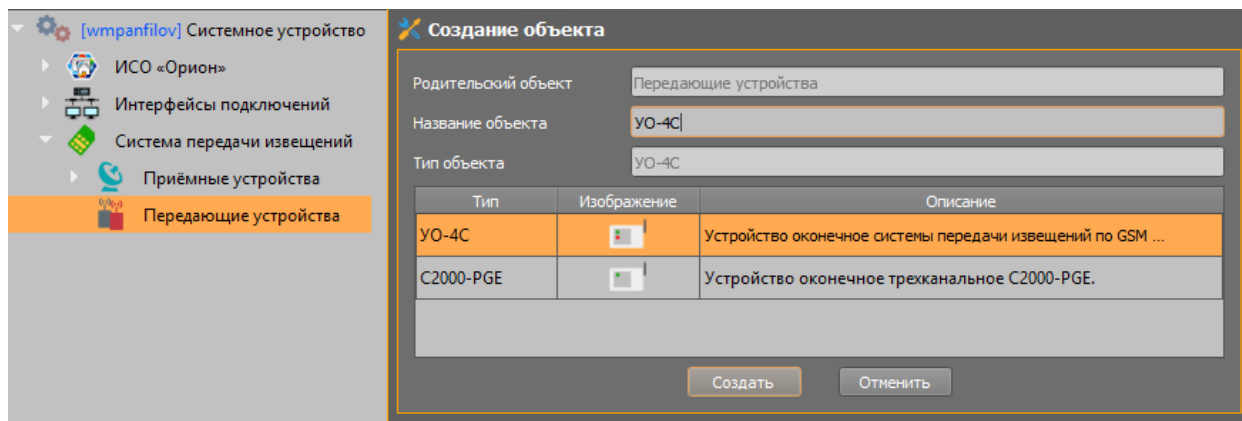 [wmpanfilov] Системное устройство
ИСО «Орион»
Интерфейсы подключений
Система передачи извещений
Приёмные устройства
Передающие устройства
Создание объекта
Родительский объект Передающие устройства
Название объекта УО-4С
Тип объекта УО-4С
Тип Изображение Описание
УО-4С Устройство оконечное системы передачи извещений по GSM ...
С2000-PGE Устройство оконечное трехканальное С2000-PGE.
Создать Отменить